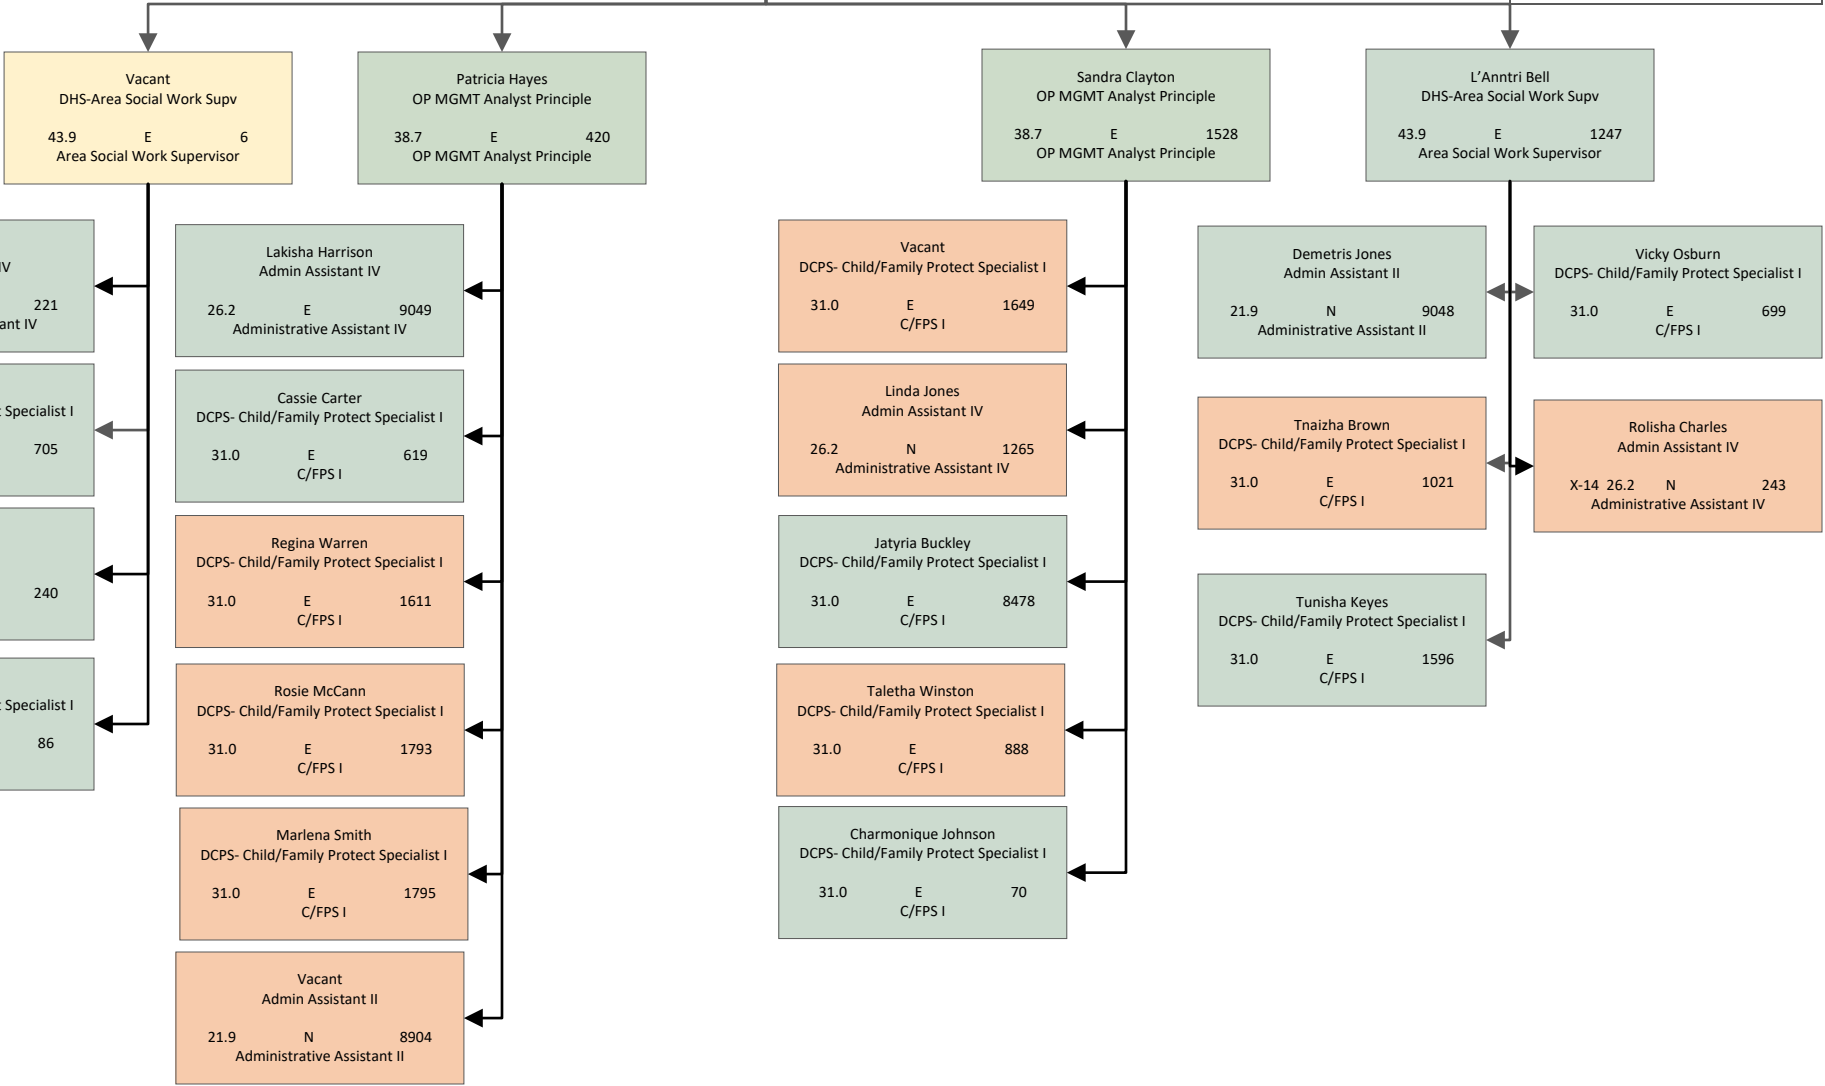 Vacant
DHS-Area Social Work Supv
43.9 E 6
Area Social Work Supervisor
Patricia Hayes
OP MGMT Analyst Principle
38.7 E 420
OP MGMT Analyst Principle
Sandra Clayton
OP MGMT Analyst Principle
38.7 E 1528
OP MGMT Analyst Principle
L’Anntri Bell
DHS-Area Social Work Supv
43.9 E 1247
Area Social Work Supervisor
IV
221
ant IV
Specialist I
705
240
Specialist I
86
Lakisha Harrison
Admin Assistant IV
26.2 E 9049
Administrative Assistant IV
Cassie Carter
DCPS- Child/Family Protect Specialist I
31.0 E 619
C/FPS I
Regina Warren
DCPS- Child/Family Protect Specialist I
31.0 E 1611
C/FPS I
Rosie McCann
DCPS- Child/Family Protect Specialist I
31.0 E 1793
C/FPS I
Marlena Smith
DCPS- Child/Family Protect Specialist I
31.0 E 1795
C/FPS I
Vacant
Admin Assistant II
21.9 N 8904
Administrative Assistant II
Vacant
DCPS- Child/Family Protect Specialist I
31.0 E 1649
C/FPS I
Linda Jones
Admin Assistant IV
26.2 N 1265
Administrative Assistant IV
Jatyria Buckley
DCPS- Child/Family Protect Specialist I
31.0 E 8478
C/FPS I
Taletha Winston
DCPS- Child/Family Protect Specialist I
31.0 E 888
C/FPS I
Charmonique Johnson
DCPS- Child/Family Protect Specialist I
31.0 E 70
C/FPS I
Demetris Jones
Admin Assistant II
21.9 N 9048
Administrative Assistant II
Vicky Osburn
DCPS- Child/Family Protect Specialist I
31.0 E 699
C/FPS I
Tnaizha Brown
DCPS- Child/Family Protect Specialist I
31.0 E 1021
C/FPS I
Rolisha Charles
Admin Assistant IV
X-14 26.2 N 243
Administrative Assistant IV
Tunisha Keyes
DCPS- Child/Family Protect Specialist I
31.0 E 1596
C/FPS I